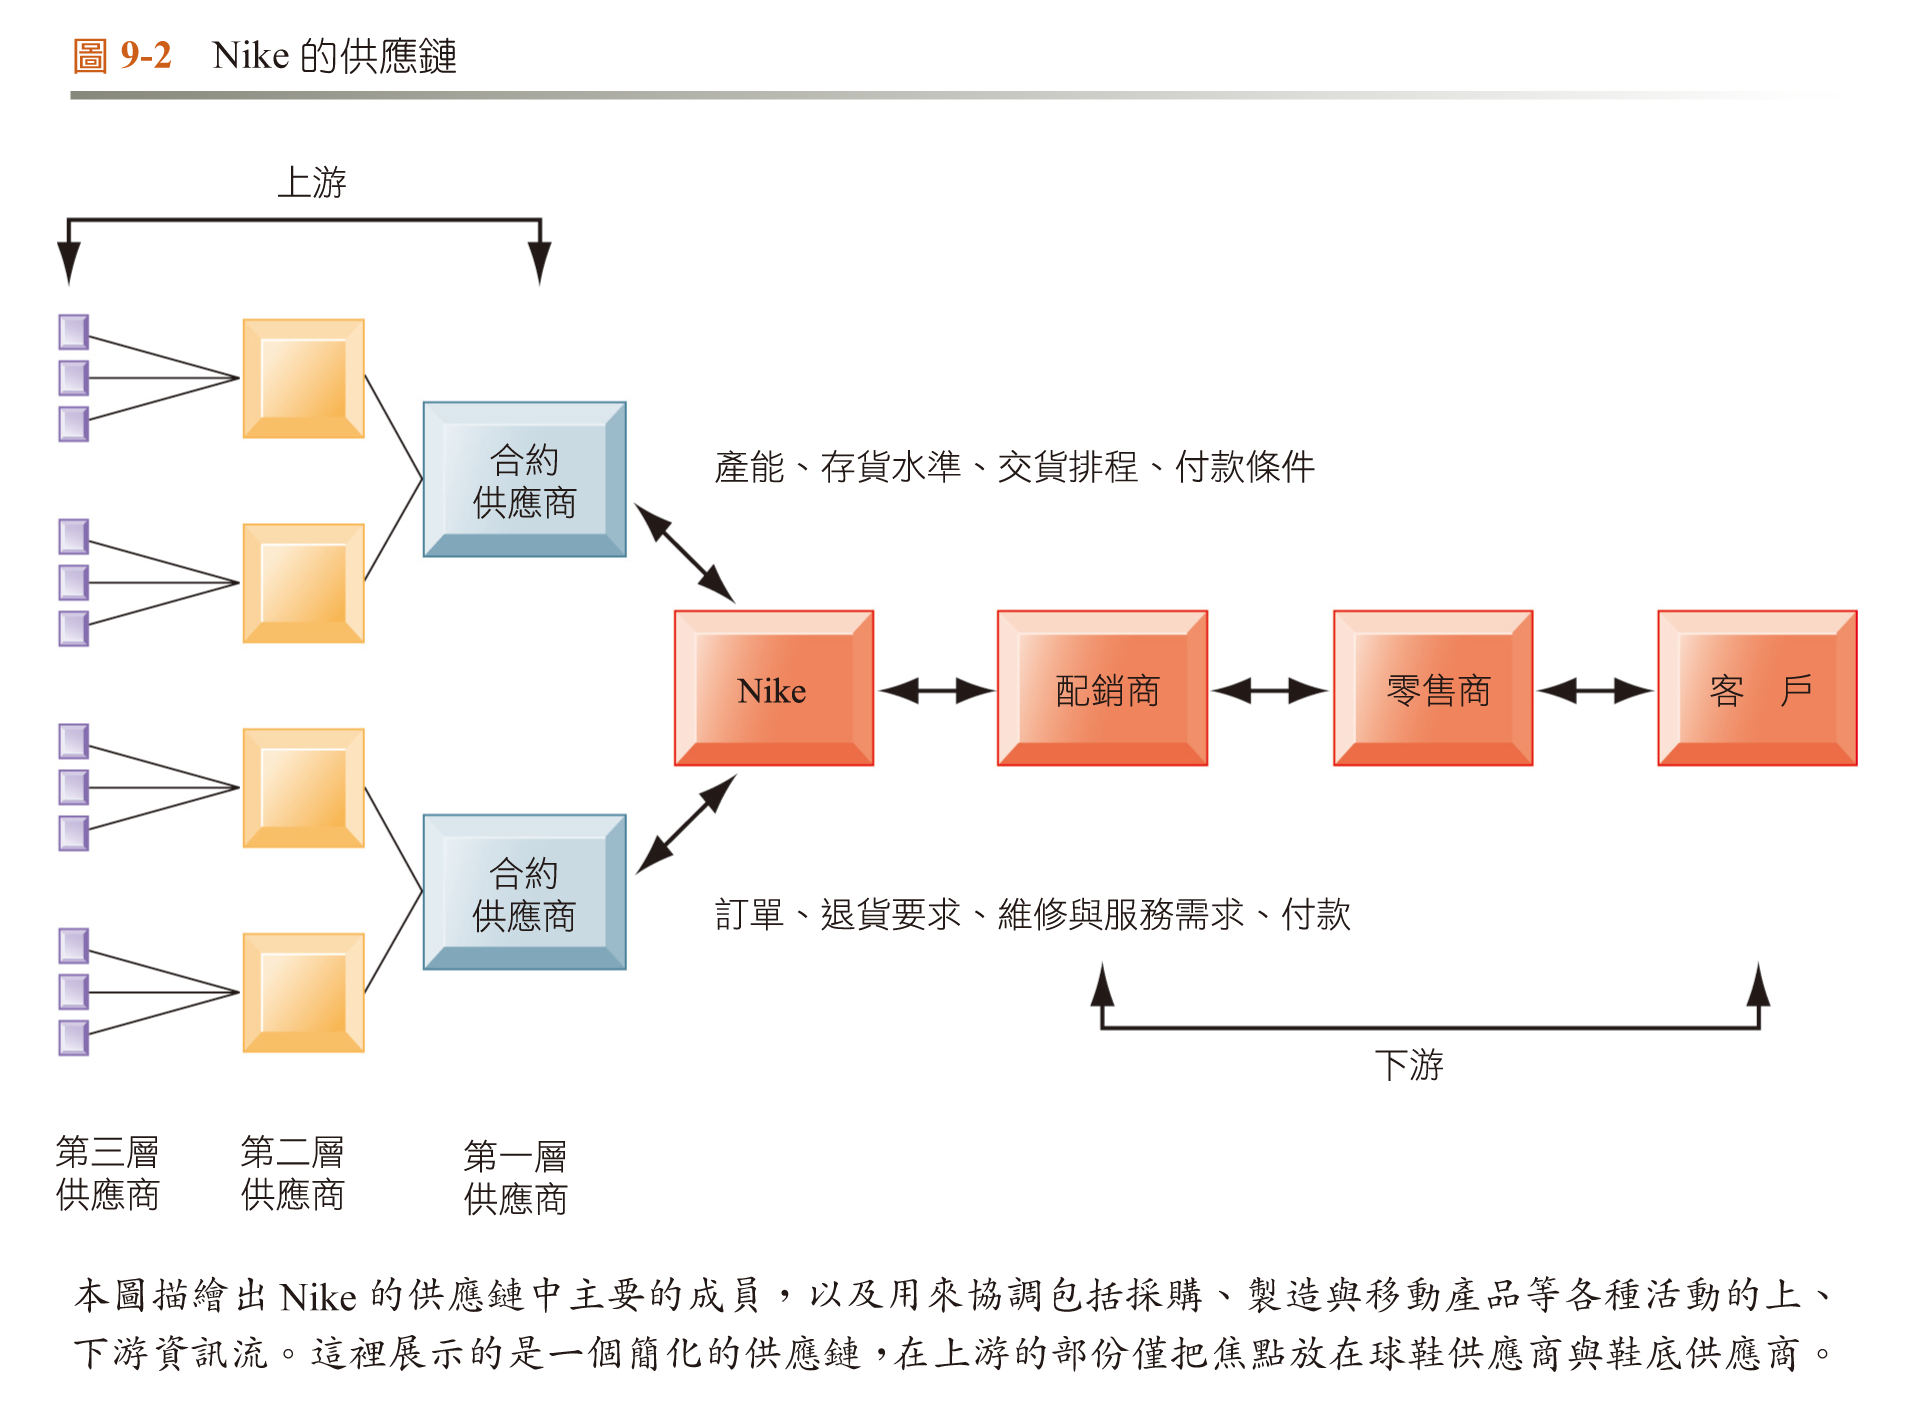 圖 9-2 Nike 的供應鏈
上游
合約
供應商
產能、存貨水準、交貨排程、付款條件
Nike
配銷商
零售商
客 戶
合約
供應商
訂單、退貨要求、維修與服務需求、付款
下游
第三層
供應商
第二層
供應商
第一層
供應商
本圖描繪出 Nike 的供應鏈中主要的成員，以及用來協調包括採購、製造與移動產品等各種活動的上、
下游資訊流。這裡展示的是一個簡化的供應鏈，在上游的部份僅把焦點放在球鞋供應商與鞋底供應商。